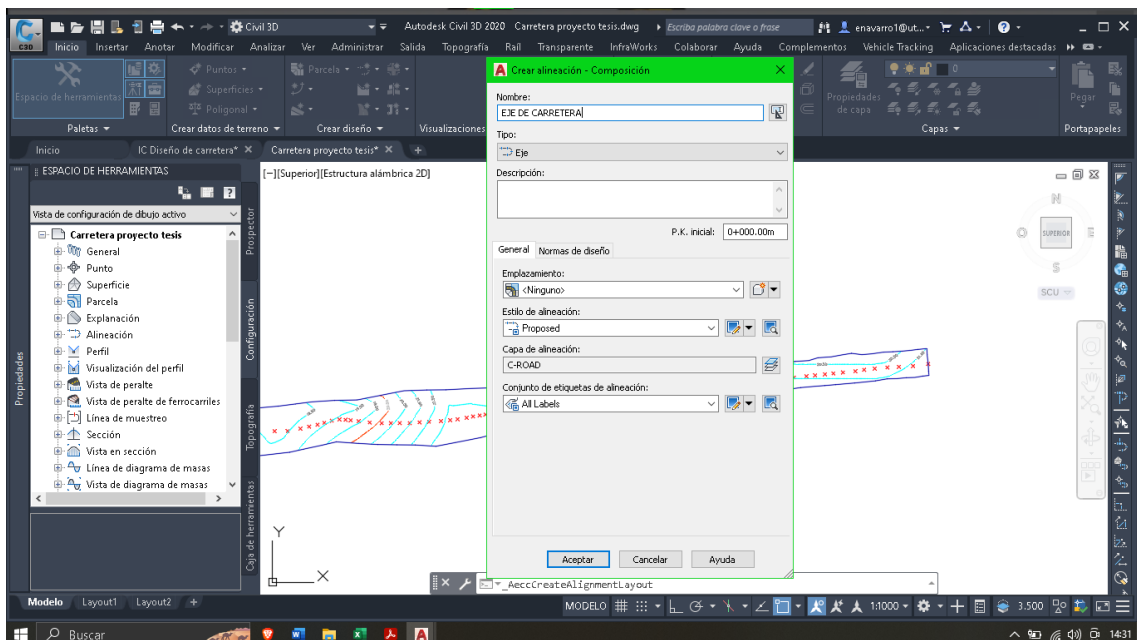 Civil 3D
Autodesk Civil 3D 2020 Carretera proyecto tesis.dwg
Escriba palabra clave o frase
enavarro1@ut...
C3D
Inicio Insertar Anotar Modificar Analizar Ver Administrar Salida Topografía Rail Transparente InfraWorks Colaborar Ayuda Complementos Vehicle Tracking Aplicaciones destacadas
Espacio de herramientas
Puntos
Superficies
Poligonal
Parcela
Propiedades de capa
0
Pegar
Paletas
Crear datos de terreno
Crear diseño
Visualizaciones
Capas
Portapapeles
Inicio
IC Diseño de carretera*
Carretera proyecto tesis*
ESPACIO DE HERRAMIENTAS
Vista de configuración de dibujo activo
Carretera proyecto tesis
General
Punto
Superficie
Parcela
Explanación
Alineación
Perfil
Visualización del perfil
Vista de peralte
Vista de peralte de ferrocarriles
Línea de muestreo
Sección
Vista en sección
Línea de diagrama de masas
Vista de diagrama de masas
Propiedades
Prospector
Configuración
Topografía
Caja de herramientas
[-][Superior][Estructura alámbrica 2D]
Crear alineación - Composición
Nombre:
EJE DE CARRETERA
Tipo:
Eje
Descripción:
P.K. inicial: 0+000.00m
General Normas de diseño
Emplazamiento:
<Ninguno>
Estilo de alineación:
Proposed
Capa de alineación:
C-ROAD
Conjunto de etiquetas de alineación:
All Labels
Aceptar Cancelar Ayuda
N
O SUPERIOR E
S
SCU
Y
X
_AeccCreateAlignmentLayout
Modelo Layout1 Layout2 +
MODELO
1:1000
3.500
Buscar
14:31